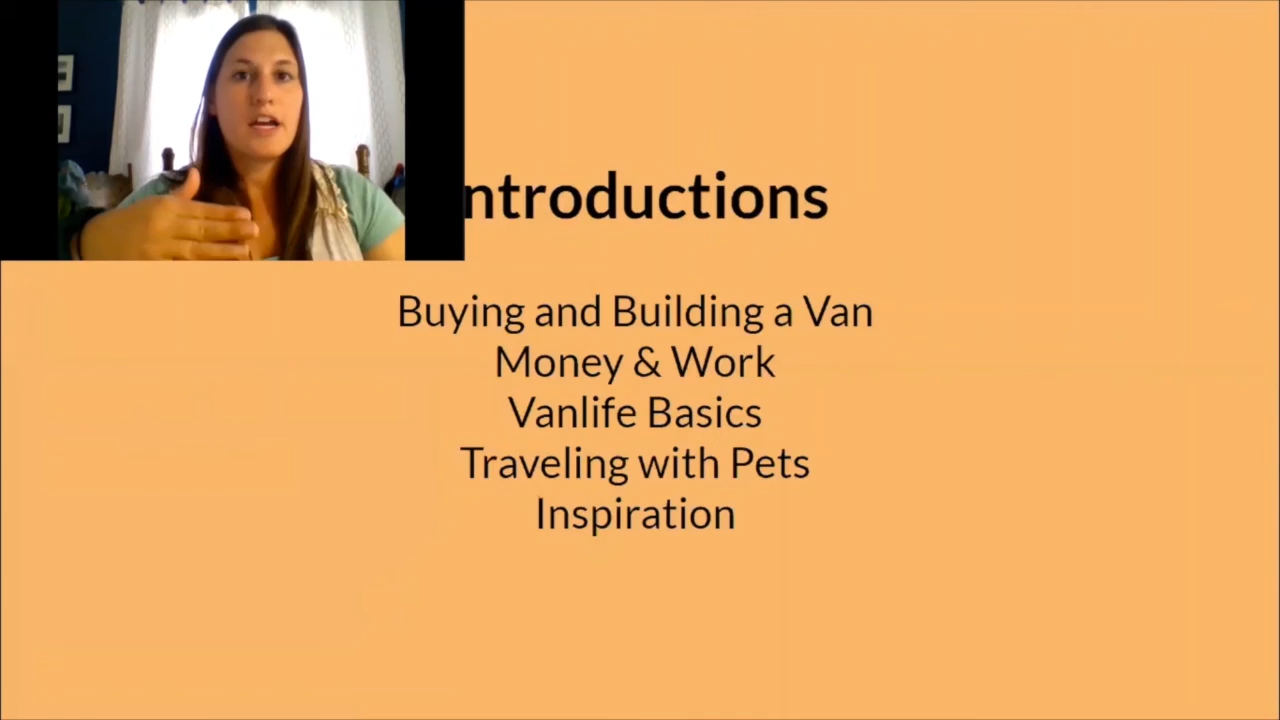 ntroductions
Buying and Building a Van
Money & Work
Vanlife Basics
Traveling with Pets
Inspiration